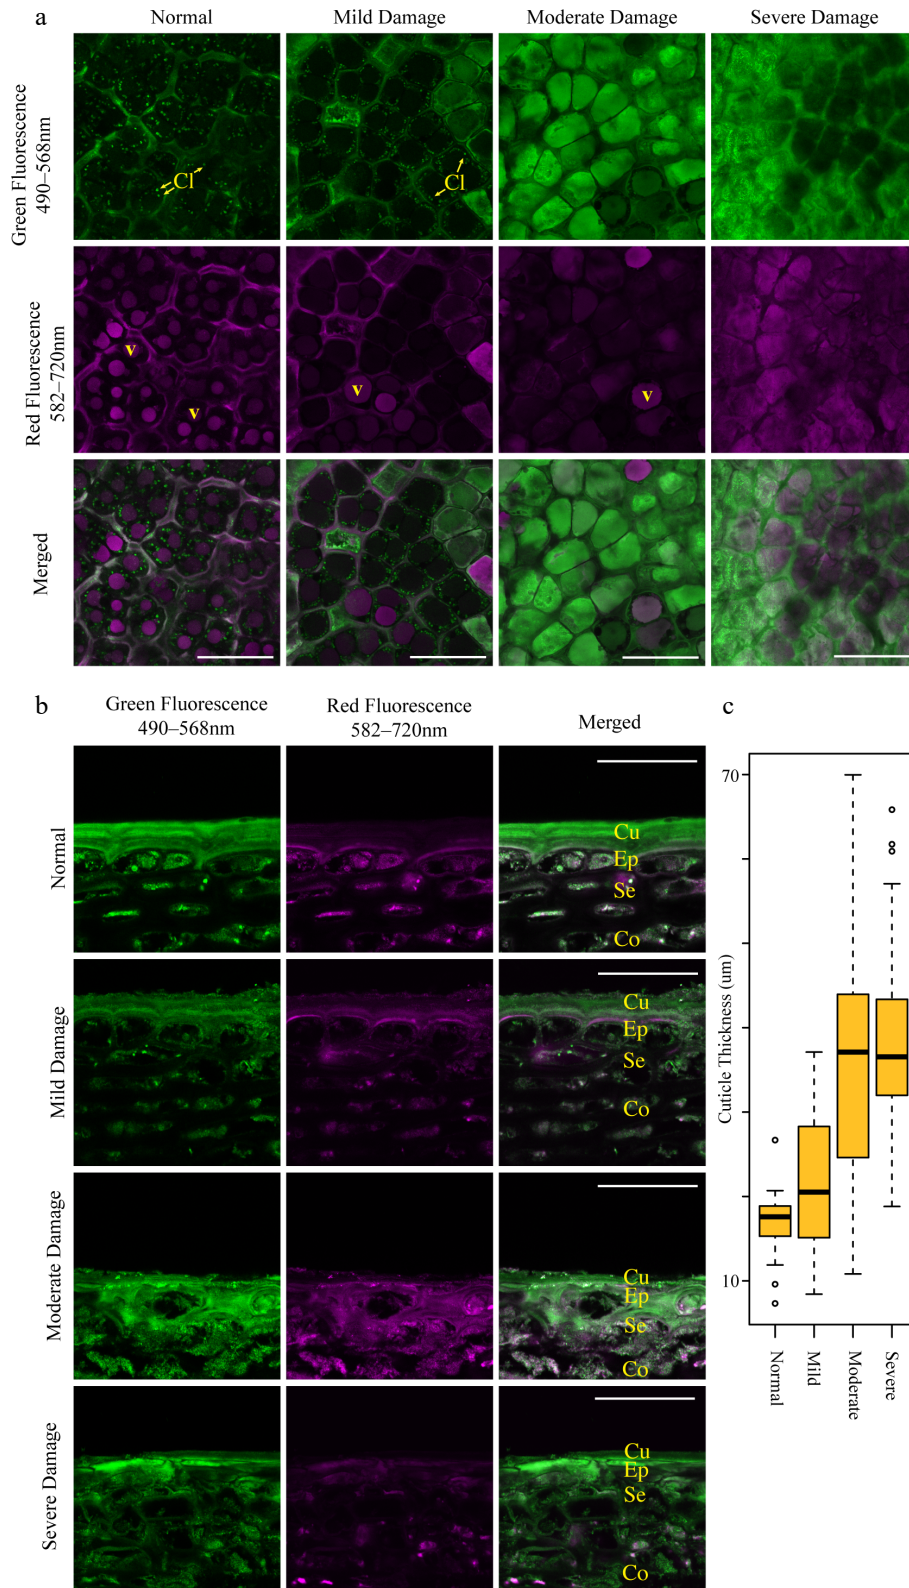 a
Normal
Mild Damage
Moderate Damage
Severe Damage
Green Fluorescence
490–568nm
Cl
Cl
Red Fluorescence
582–720nm
v
v
v
v
Merged
b
Green Fluorescence
490–568nm
Red Fluorescence
582–720nm
Merged
c
Normal
Cu
Ep
Se
Co
Mild Damage
Cu
Ep
Se
Co
Moderate Damage
Cu
Ep
Se
Co
Severe Damage
Cu
Ep
Se
Co
Cuticle Thickness (um)
70
10
Normal
Mild
Moderate
Severe